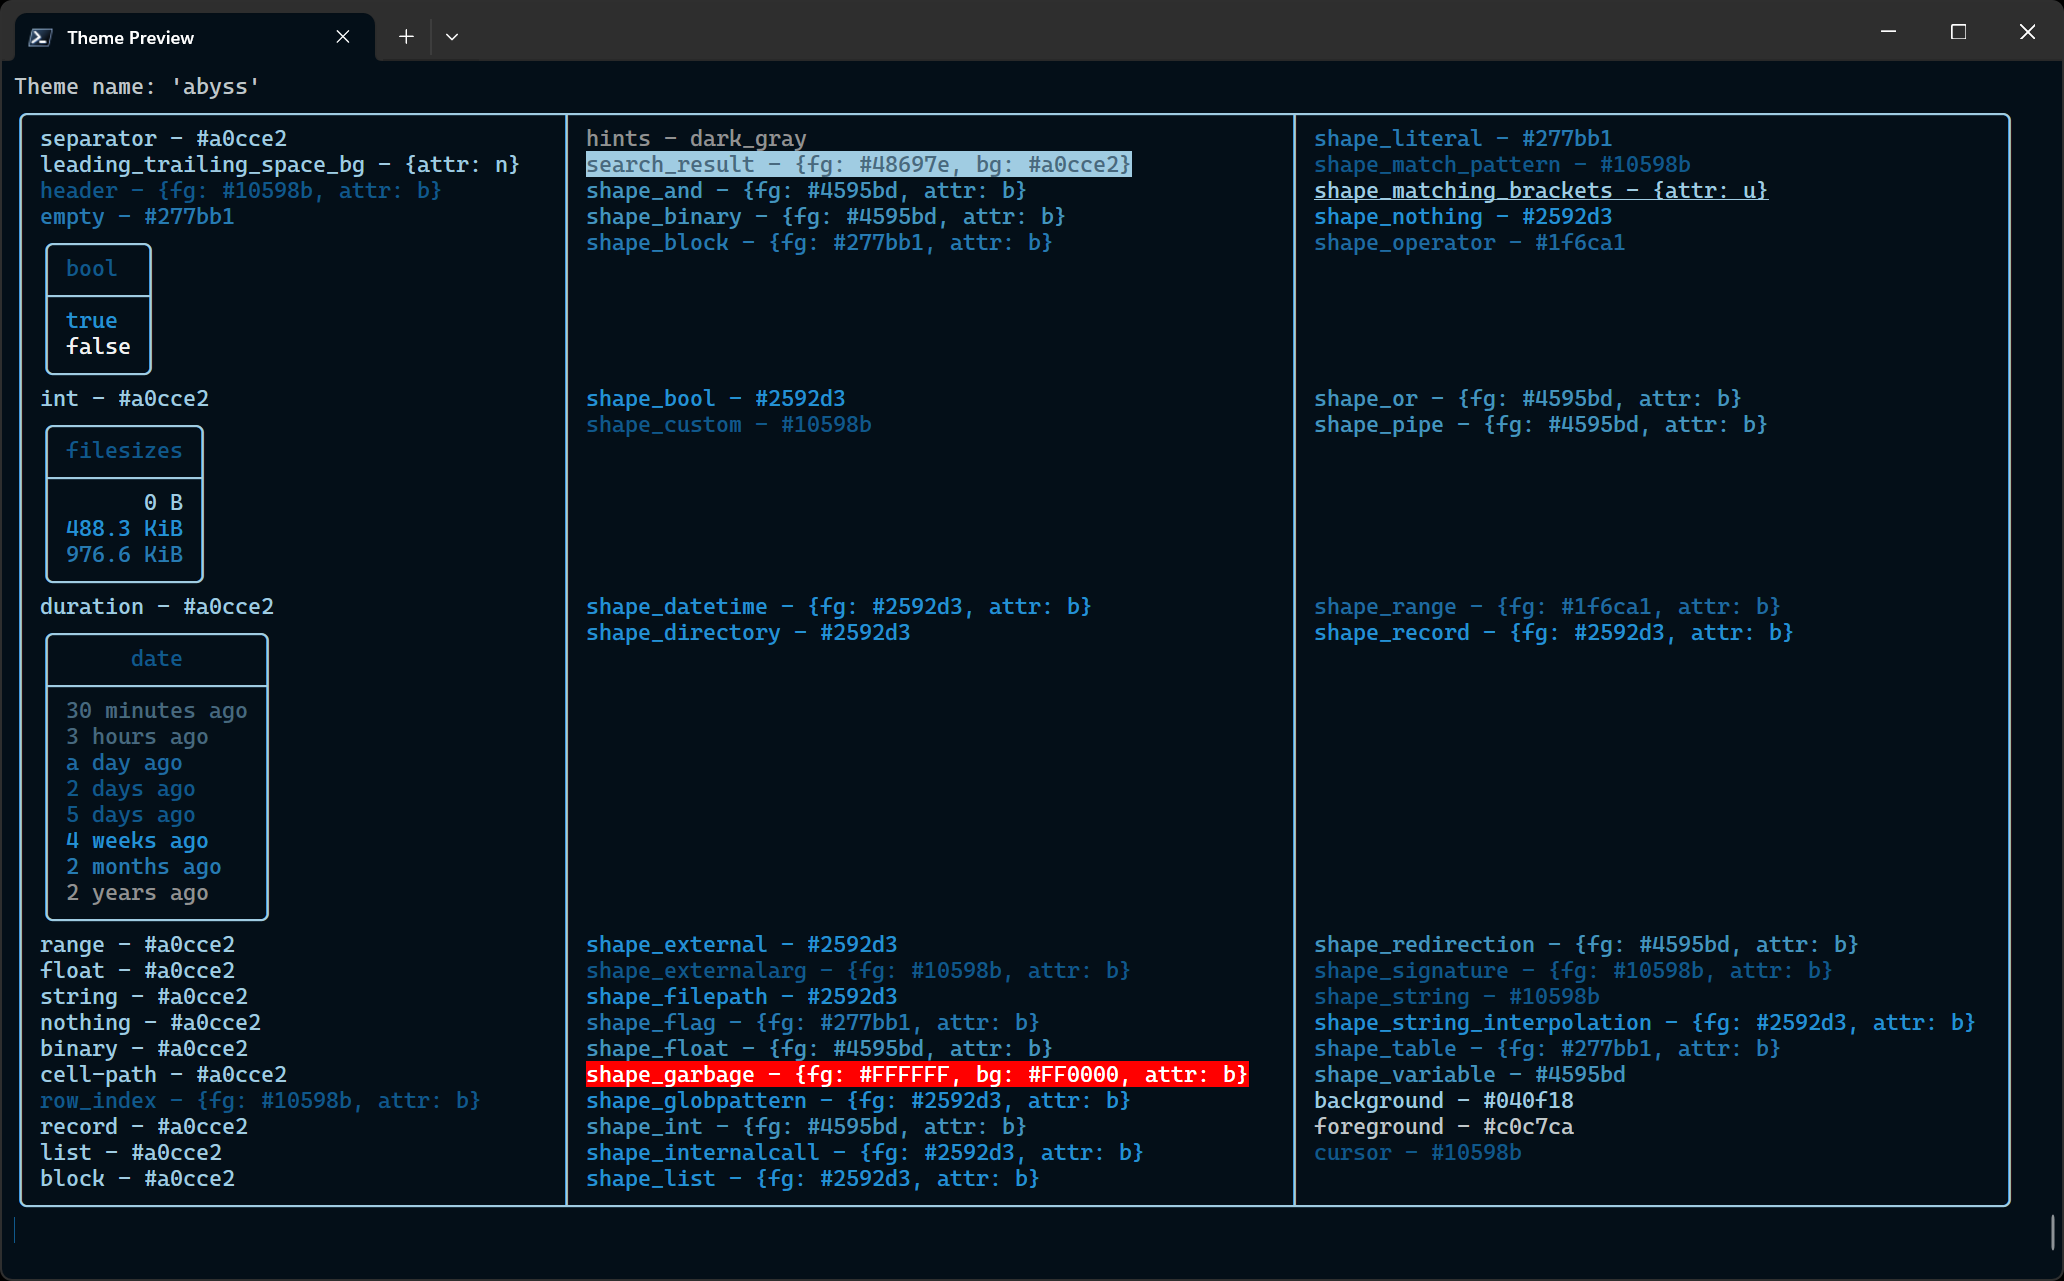 Theme Preview
Theme name: 'abyss'
separator - #a0cce2
leading_trailing_space_bg - {attr: n}
header - {fg: #10598b, attr: b}
empty - #277bb1
bool
true
false
int - #a0cce2
filesizes
0 B
488.3 KiB
976.6 KiB
duration - #a0cce2
date
30 minutes ago
3 hours ago
a day ago
2 days ago
5 days ago
4 weeks ago
2 months ago
2 years ago
range - #a0cce2
float - #a0cce2
string - #a0cce2
nothing - #a0cce2
binary - #a0cce2
cell-path - #a0cce2
row_index - {fg: #10598b, attr: b}
record - #a0cce2
list - #a0cce2
block - #a0cce2
hints - dark_gray
search_result - {fg: #48697e, bg: #a0cce2}
shape_and - {fg: #4595bd, attr: b}
shape_binary - {fg: #4595bd, attr: b}
shape_block - {fg: #277bb1, attr: b}
shape_bool - #2592d3
shape_custom - #10598b
shape_datetime - {fg: #2592d3, attr: b}
shape_directory - #2592d3
shape_external - #2592d3
shape_externalarg - {fg: #10598b, attr: b}
shape_filepath - #2592d3
shape_flag - {fg: #277bb1, attr: b}
shape_float - {fg: #4595bd, attr: b}
shape_garbage - {fg: #FFFFFF, bg: #FF0000, attr: b}
shape_globpattern - {fg: #2592d3, attr: b}
shape_int - {fg: #4595bd, attr: b}
shape_internalcall - {fg: #2592d3, attr: b}
shape_list - {fg: #2592d3, attr: b}
shape_literal - #277bb1
shape_match_pattern - #10598b
shape_matching_brackets - {attr: u}
shape_nothing - #2592d3
shape_operator - #1f6ca1
shape_or - {fg: #4595bd, attr: b}
shape_pipe - {fg: #4595bd, attr: b}
shape_range - {fg: #1f6ca1, attr: b}
shape_record - {fg: #2592d3, attr: b}
shape_redirection - {fg: #4595bd, attr: b}
shape_signature - {fg: #10598b, attr: b}
shape_string - #10598b
shape_string_interpolation - {fg: #2592d3, attr: b}
shape_table - {fg: #277bb1, attr: b}
shape_variable - #4595bd
background - #040f18
foreground - #c0c7ca
cursor - #10598b